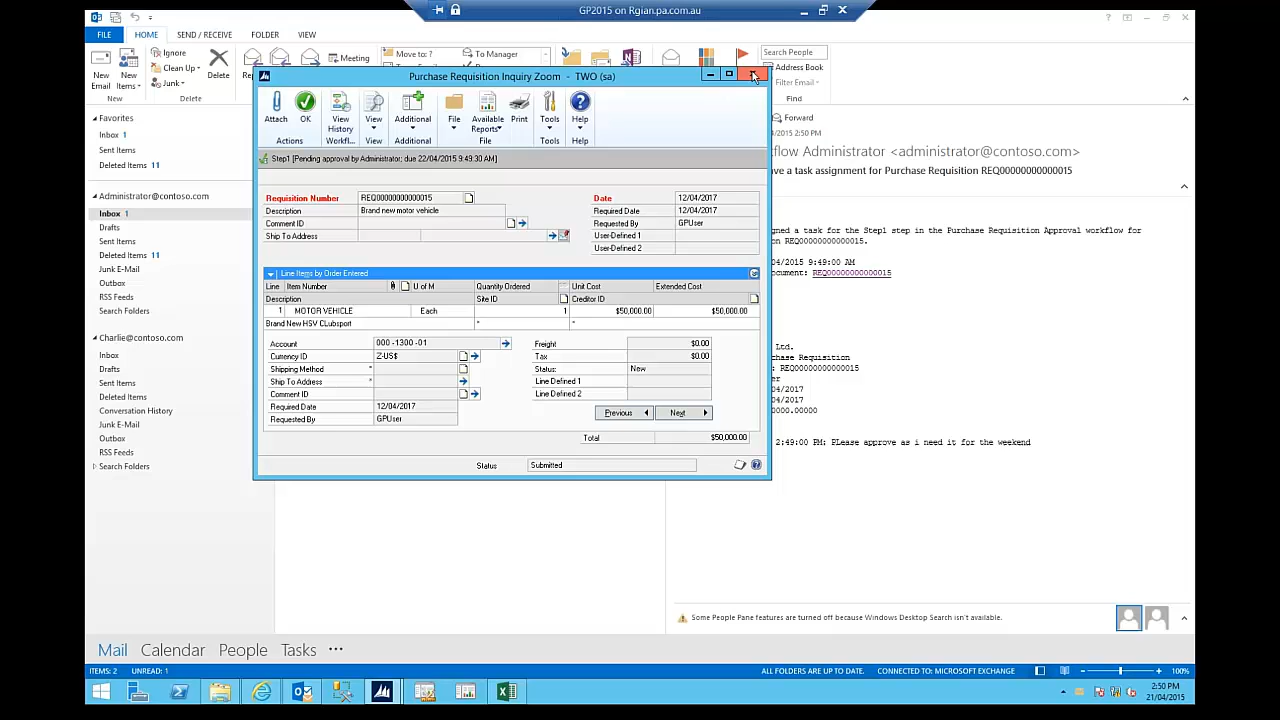 GP2015 on Rgian.pa.com.au
FILE HOME SEND / RECEIVE FOLDER VIEW
New Email
New Items
New
Ignore
Clean Up
Junk
Delete
Delete
Meeting
Move to: ?
To Manager
Search People
Address Book
Filter Email
Find
Favorites
Inbox 1
Sent Items
Deleted Items 11
Administrator@contoso.com
Inbox 1
Drafts
Sent Items
Deleted Items 11
Junk E-Mail
Outbox
RSS Feeds
Search Folders
Charlie@contoso.com
Inbox
Drafts
Sent Items
Deleted Items
Conversation History
Junk E-Mail
Outbox
RSS Feeds
Search Folders
Purchase Requisition Inquiry Zoom - TWO (sa)
Attach
OK
Actions
View History
Workfl...
View
View
Additional
Additional
File
Available Reports
Print
File
Tools
Tools
Help
Help
Step1 [Pending approval by Administrator; due 22/04/2015 9:49:30 AM]
Requisition Number REQ00000000000015
Description Brand new motor vehicle
Comment ID
Ship To Address
Date 12/04/2017
Required Date 12/04/2017
Requested By GPUser
User-Defined 1
User-Defined 2
Line Items by Order Entered
Line Item Number U of M Quantity Ordered Unit Cost Extended Cost
Description Site ID Creditor ID
1 MOTOR VEHICLE Each 1 $50,000.00 $50,000.00
Brand New HSV CLubsport * *
Account 000 -1300 -01
Currency ID Z-US$
Shipping Method *
Ship To Address *
Comment ID
Required Date 12/04/2017
Requested By GPUser
Freight $0.00
Tax $0.00
Status: New
Line Defined 1
Line Defined 2
Previous Next
Total $50,000.00
Status Submitted
Forward
4/2015 2:50 PM
flow Administrator <administrator@contoso.com>
ave a task assignment for Purchase Requisition REQ00000000000015
gned a task for the Step1 step in the Purchase Requisition Approval workflow for
on REQ00000000000015.
04/2015 9:49:00 AM
ocument: REQ00000000000015
Ltd.
chase Requisition
: REQ00000000000015
er
04/2017
04/2017
0000.00000
2:49:00 PM: PLease approve as i need it for the weekend
Some People Pane features are turned off because Windows Desktop Search isn't available.
Mail Calendar People Tasks •••
ITEMS: 2 UNREAD: 1
ALL FOLDERS ARE UP TO DATE. CONNECTED TO: MICROSOFT EXCHANGE 100%
2:50 PM
21/04/2015